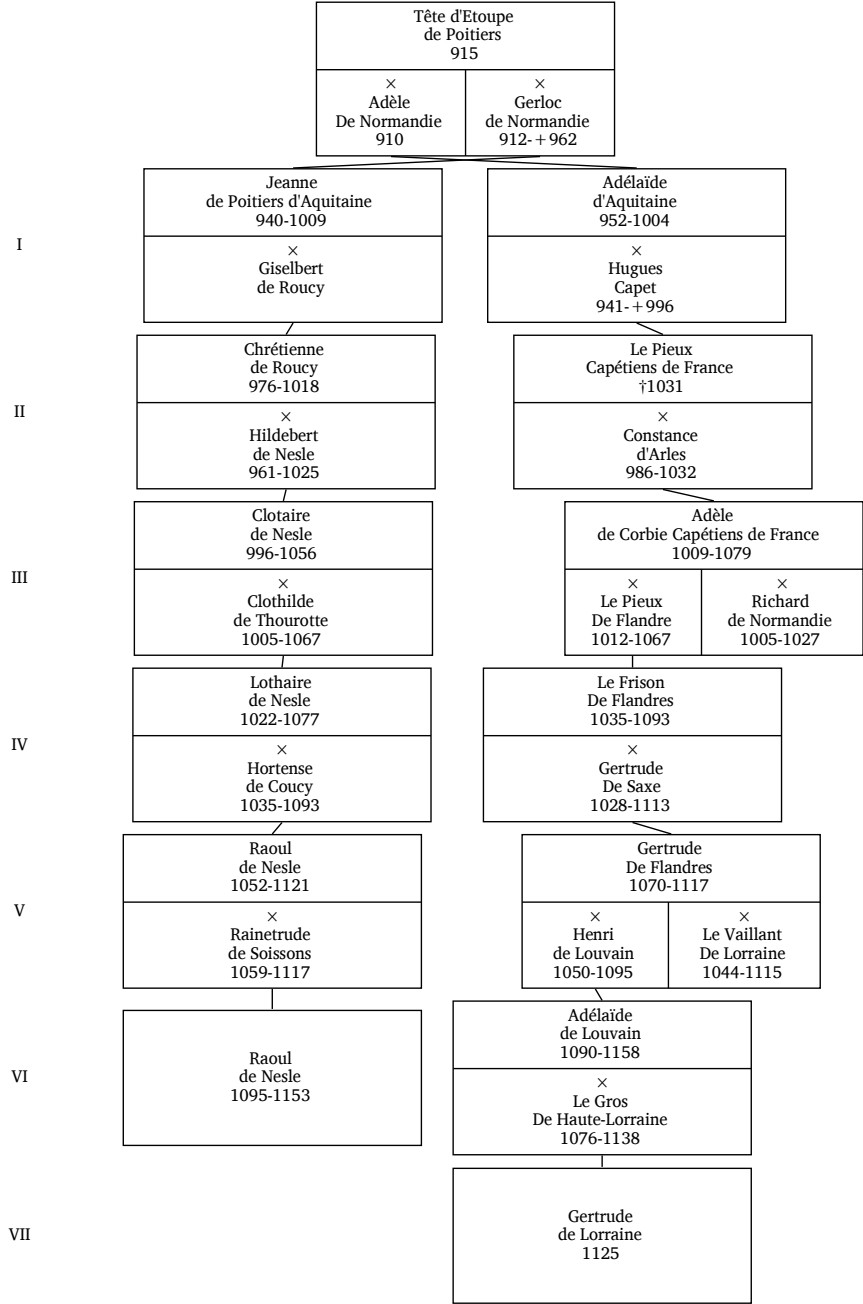 Tête d'Etoupe
de Poitiers
915
×
Adèle
De Normandie
910
×
Gerloc
de Normandie
912-+962
I
Jeanne
de Poitiers d'Aquitaine
940-1009
×
Giselbert
de Roucy
Adélaïde
d'Aquitaine
952-1004
×
Hugues
Capet
941-+996
II
Chrétienne
de Roucy
976-1018
×
Hildebert
de Nesle
961-1025
Le Pieux
Capétiens de France
†1031
×
Constance
d'Arles
986-1032
III
Clotaire
de Nesle
996-1056
×
Clothilde
de Thourotte
1005-1067
Adèle
de Corbie Capétiens de France
1009-1079
×
Le Pieux
De Flandre
1012-1067
×
Richard
de Normandie
1005-1027
IV
Lothaire
de Nesle
1022-1077
×
Hortense
de Coucy
1035-1093
Le Frison
De Flandres
1035-1093
×
Gertrude
De Saxe
1028-1113
V
Raoul
de Nesle
1052-1121
×
Rainetrude
de Soissons
1059-1117
Gertrude
De Flandres
1070-1117
×
Henri
de Louvain
1050-1095
×
Le Vaillant
De Lorraine
1044-1115
VI
Raoul
de Nesle
1095-1153
Adélaïde
de Louvain
1090-1158
×
Le Gros
De Haute-Lorraine
1076-1138
VII
Gertrude
de Lorraine
1125